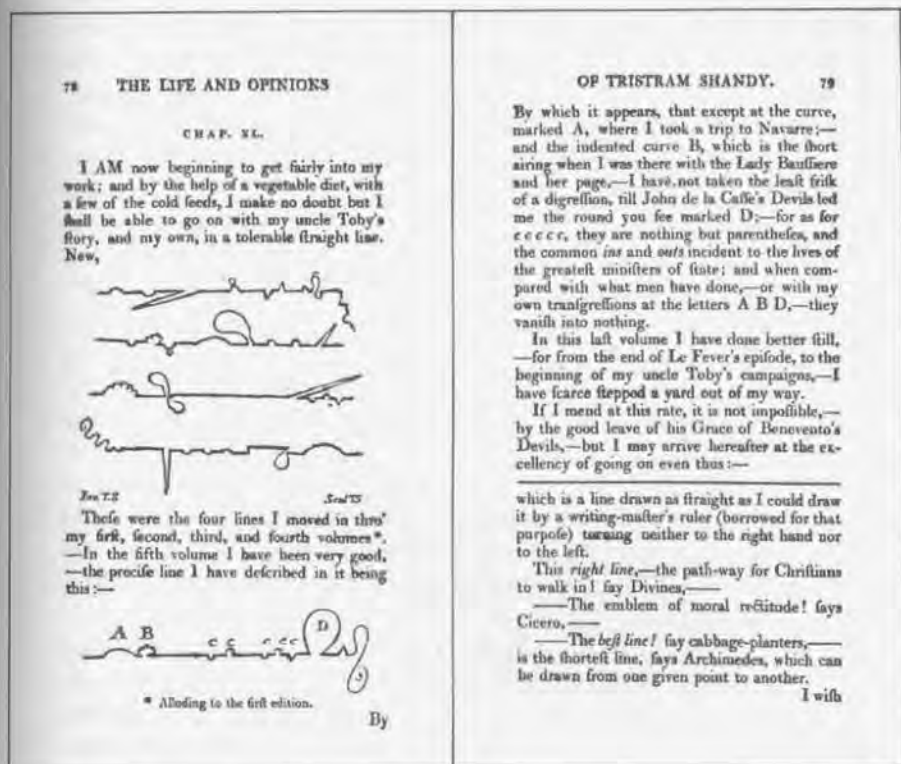 78 THE LIFE AND OPINIONS
CHAP. XL.
I AM now beginning to get fairly into my
work; and by the help of a vegetable diet, with
a few of the cold ſeeds, I make no doubt but I
ſhall be able to go on with my uncle Toby's
ſtory, and my own, in a tolerable ſtraight line.
Now,
Inv. T.S Scul TS
Theſe were the four lines I moved in thro'
my firſt, ſecond, third, and fourth volumes*.
—In the fifth volume I have been very good,
—the preciſe line I have deſcribed in it being
this:—
A B c c c c c D
* Alluding to the firſt edition.
By
OF TRISTRAM SHANDY. 79
By which it appears, that except at the curve,
marked A, where I took a trip to Navarre;—
and the indented curve B, which is the ſhort
airing when I was there with the Lady Bauſſiere
and her page,—I have not taken the leaſt friſk
of a digreſſion, till John de la Caſſe's Devils led
me the round you ſee marked D;—for as for
c c c c c, they are nothing but parentheſes, and
the common ins and outs incident to the lives of
the greateſt miniſters of ſtate; and when com-
pared with what men have done,—or with my
own tranſgreſſions at the letters A B D,—they
vaniſh into nothing.
In this laſt volume I have done better ſtill,
—for from the end of Le Fever's epiſode, to the
beginning of my uncle Toby's campaigns,—I
have ſcarce ſtepped a yard out of my way.
If I mend at this rate, it is not impoſſible,—
by the good leave of his Grace of Benevento's
Devils,—but I may arrive hereafter at the ex-
cellency of going on even thus:—
which is a line drawn as ſtraight as I could draw
it by a writing-maſter's ruler (borrowed for that
purpoſe) turning neither to the right hand nor
to the left.
This right line,—the path-way for Chriſtians
to walk in! ſay Divines,——
——The emblem of moral rectitude! ſays
Cicero,——
——The beſt line! ſay cabbage-planters,——
is the ſhorteſt line, ſays Archimedes, which can
be drawn from one given point to another.
I wiſh